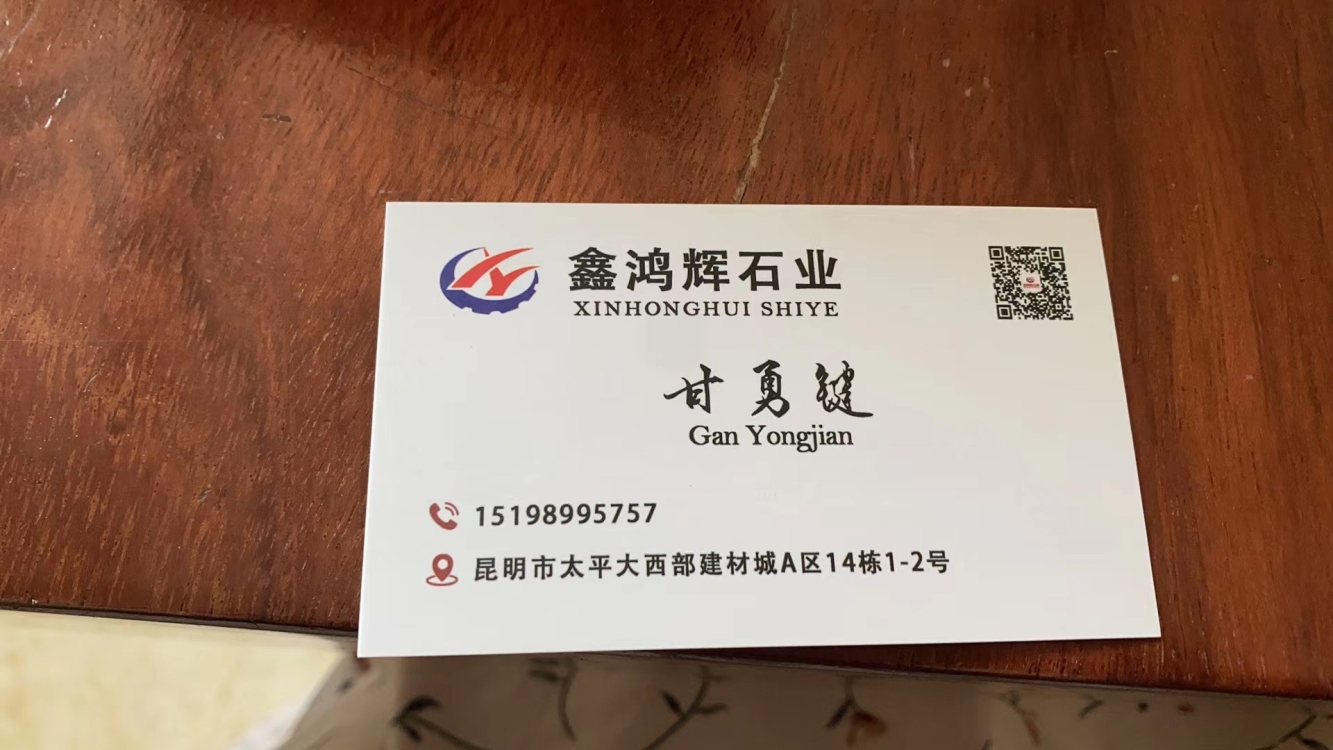 鑫鸿辉石业
XINHONGHUI SHIYE
甘勇键
Gan Yongjian
15198995757
昆明市太平大西部建材城A区14栋1-2号